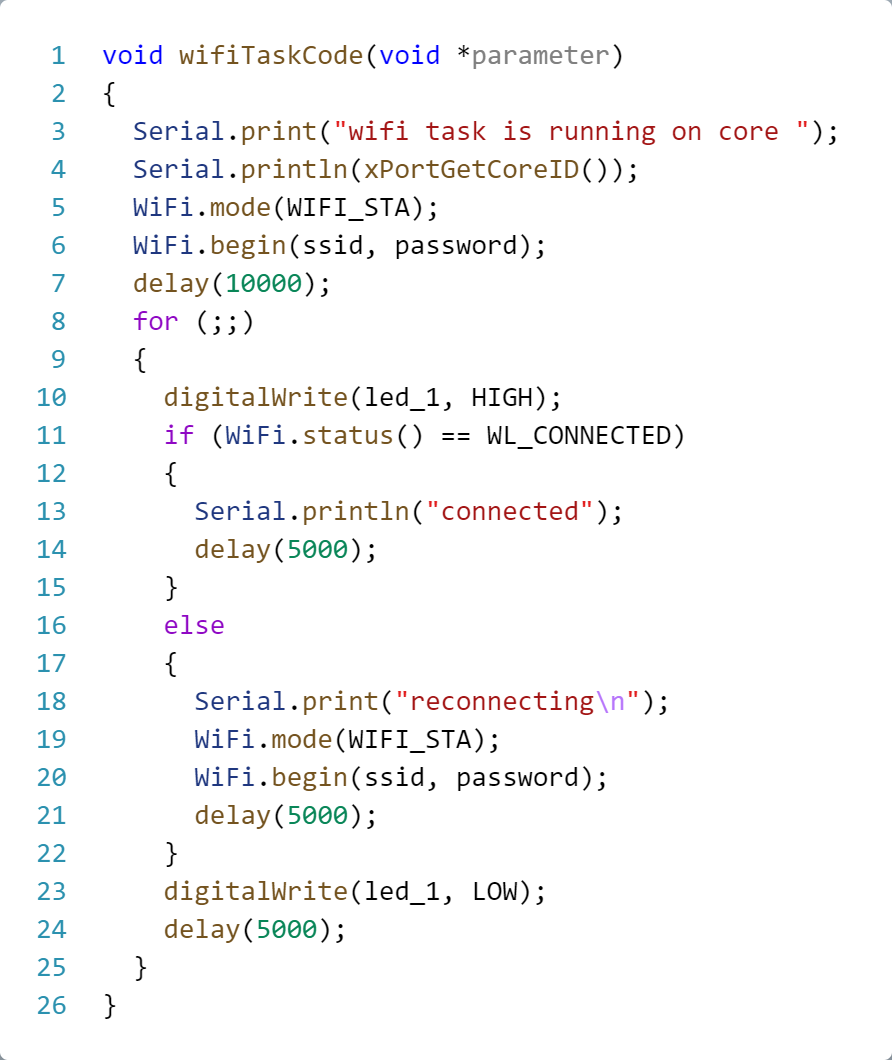 1 void wifiTaskCode(void *parameter)
2 {
3   Serial.print("wifi task is running on core ");
4   Serial.println(xPortGetCoreID());
5   WiFi.mode(WIFI_STA);
6   WiFi.begin(ssid, password);
7   delay(10000);
8   for (;;)
9   {
10     digitalWrite(led_1, HIGH);
11     if (WiFi.status() == WL_CONNECTED)
12     {
13       Serial.println("connected");
14       delay(5000);
15     }
16     else
17     {
18       Serial.print("reconnecting\n");
19       WiFi.mode(WIFI_STA);
20       WiFi.begin(ssid, password);
21       delay(5000);
22     }
23     digitalWrite(led_1, LOW);
24     delay(5000);
25   }
26 }